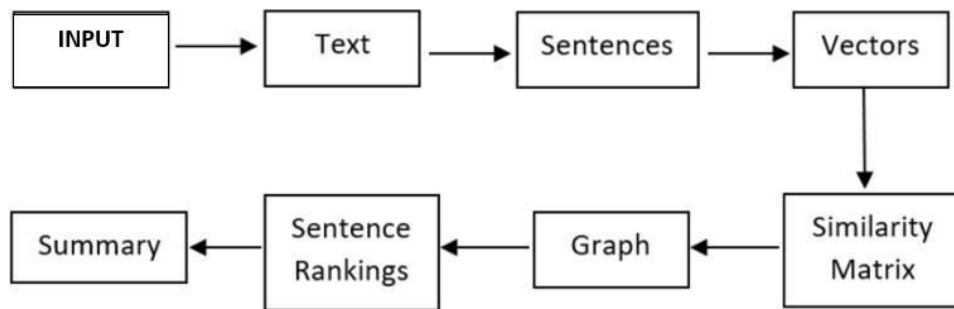 INPUT
Text
Sentences
Vectors
Similarity
Matrix
Graph
Sentence
Rankings
Summary